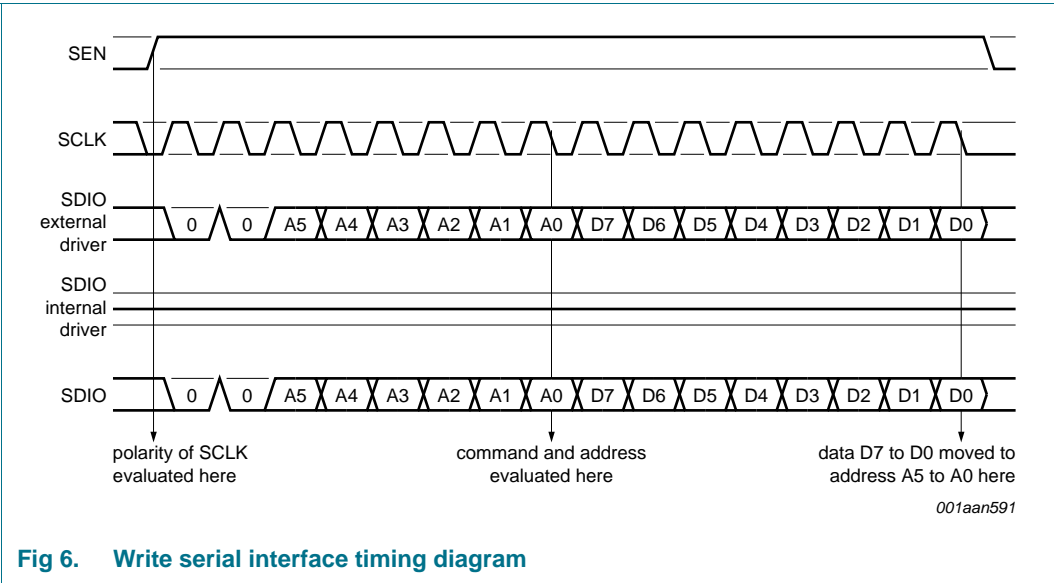 SEN
SCLK
SDIO
external
driver
0 0 A5 A4 A3 A2 A1 A0 D7 D6 D5 D4 D3 D2 D1 D0
SDIO
internal
driver
SDIO
0 0 A5 A4 A3 A2 A1 A0 D7 D6 D5 D4 D3 D2 D1 D0
polarity of SCLK
evaluated here
command and address
evaluated here
data D7 to D0 moved to
address A5 to A0 here
001aan591
Fig 6. Write serial interface timing diagram